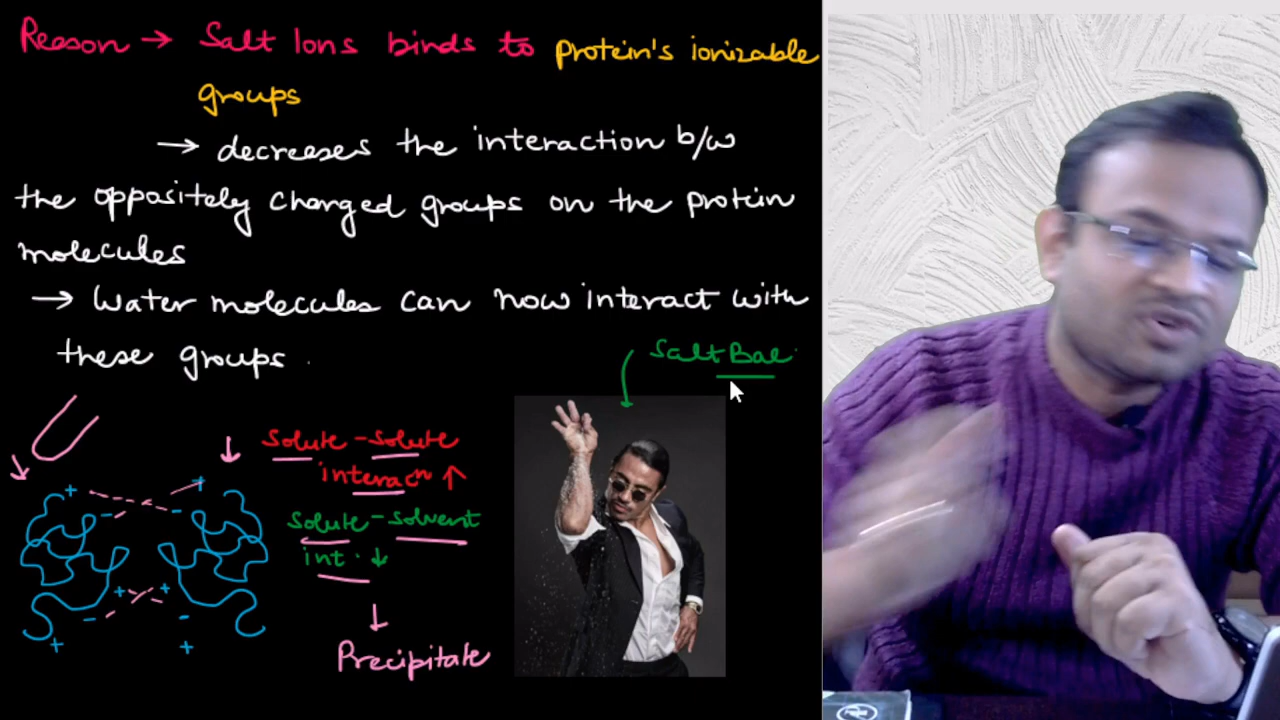 Reason → Salt Ions binds to protein's ionizable
groups
→ decreases the interaction b/w
the oppositely charged groups on the protein
molecules
→ Water molecules can now interact with
these groups.
Salt Bae
Solute - Solute
interacn ↑
Solute - Solvent
int. ↓
↓
Precipitate
+ +
- -
+ +
- -
+ +